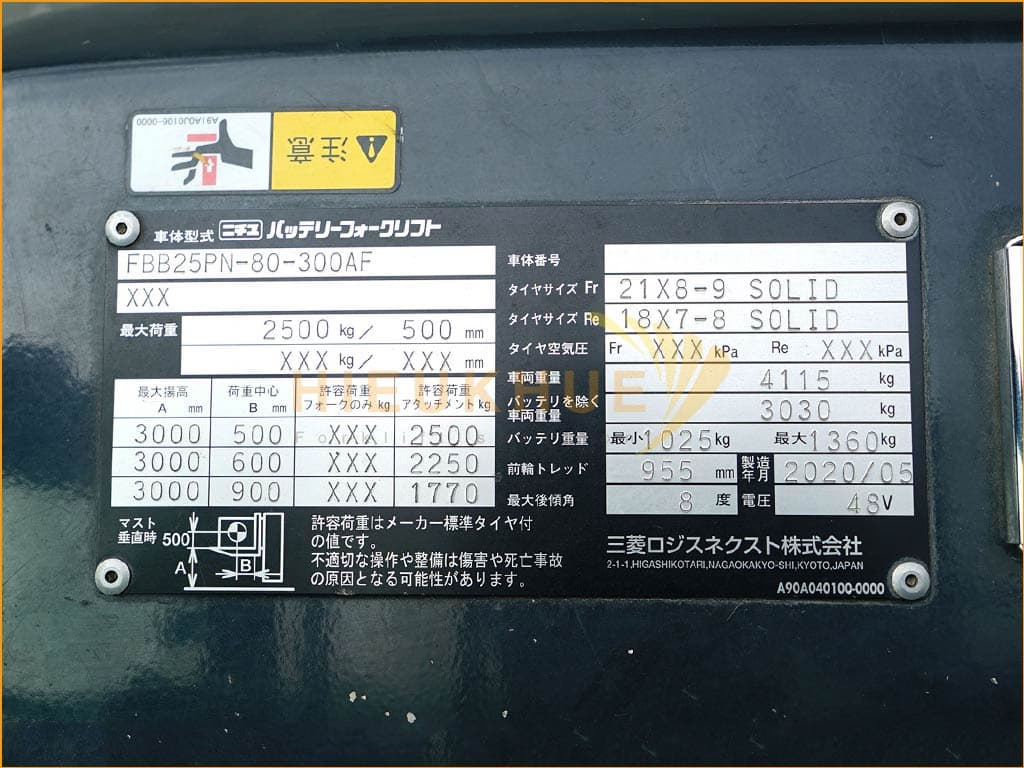 A91ADJ0106-0000
注意
車体型式 ニチユ バッテリーフォークリフト
FBB25PN-80-300AF
XXX
最大荷重 2500 kg/ 500 mm
XXX kg/ XXX mm
最大揚高 A mm 荷重中心 B mm 許容荷重 フォークのみ kg 許容荷重 アタッチメント kg
3000 500 XXX 2500
3000 600 XXX 2250
3000 900 XXX 1770
マスト
垂直時 500
A
B
許容荷重はメーカー標準タイヤ付
の値です。
不適切な操作や整備は傷害や死亡事故
の原因となる可能性があります。
車体番号
タイヤサイズ Fr 21X8-9 SOLID
タイヤサイズ Re 18X7-8 SOLID
タイヤ空気圧 Fr XXX kPa Re XXX kPa
車両重量 4115 kg
バッテリを除く
車両重量 3030 kg
バッテリ重量 最小 1025 kg 最大 1360 kg
前輪トレッド 955 mm 製造年月 2020/05
最大後傾角 8 度 電圧 48 V
三菱ロジスネクスト株式会社
2-1-1,HIGASHIKOTARI,NAGAOKAKYO-SHI,KYOTO,JAPAN
A90A040100-0000
HIEUKHUE
Forklifts